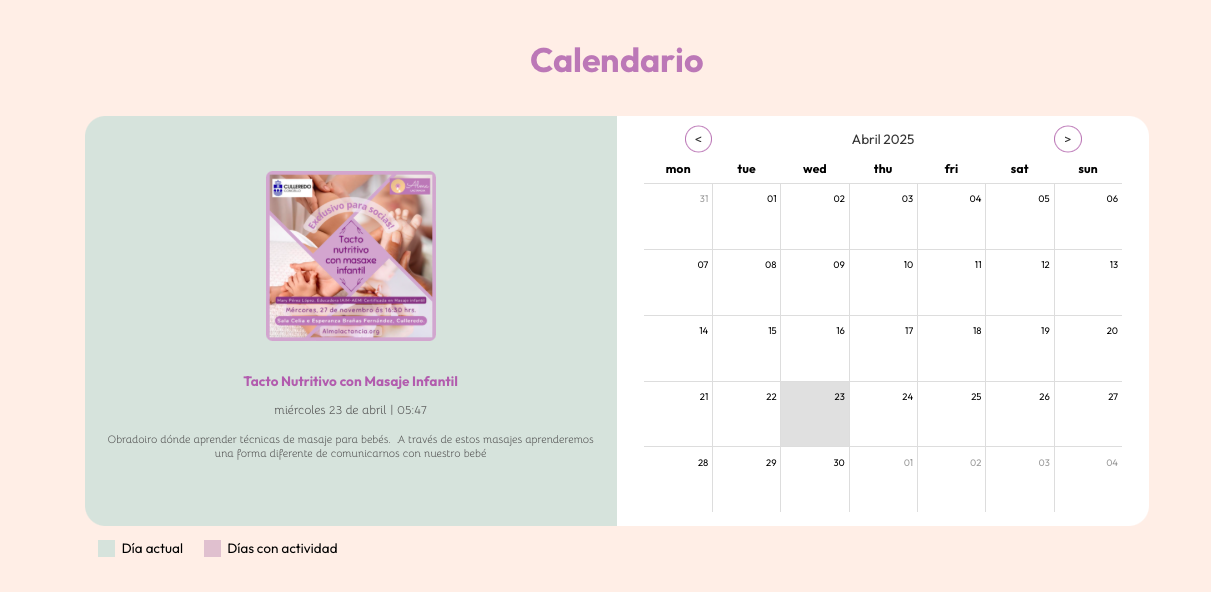 Calendario
CULLEREDO
Exclusivo para socias!
Tacto
nutritivo
con masaxe
infantil
Mércores, 27 de novembro ás 16:30 hrs.
Sala Celia e Esperanza Brañas Fernández, Culleredo
Almalactancia.org
Tacto Nutritivo con Masaje Infantil
miércoles 23 de abril | 05:47
Obradoiro dónde aprender técnicas de masaje para bebés. A través de estos masajes aprenderemos
una forma diferente de comunicarnos con nuestro bebé
< Abril 2025 >
mon tue wed thu fri sat sun
31 01 02 03 04 05 06
07 08 09 10 11 12 13
14 15 16 17 18 19 20
21 22 23 24 25 26 27
28 29 30 01 02 03 04
Día actual Días con actividad